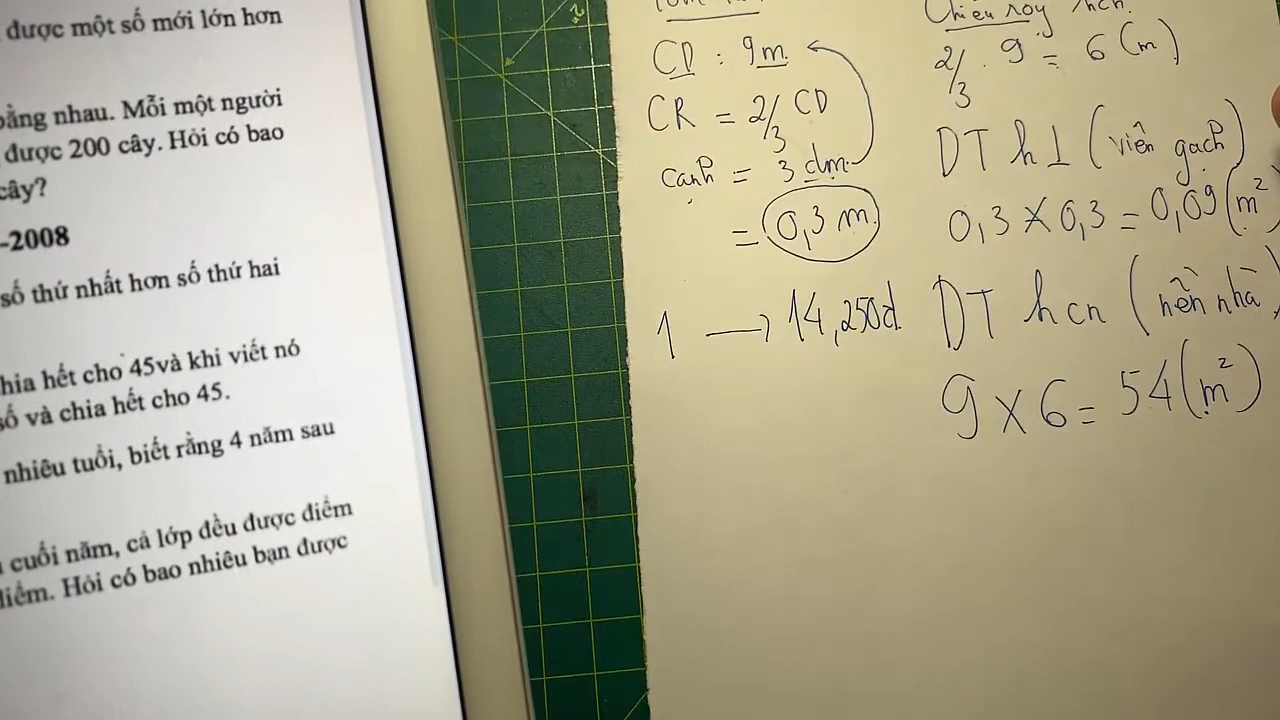 được một số mới lớn hơn
bằng nhau. Mỗi một người
được 200 cây. Hỏi có bao
cây?
-2008
số thứ nhất hơn số thứ hai
hia hết cho 45và khi viết nó
số và chia hết cho 45.
nhiêu tuổi, biết rằng 4 năm sau
cuối năm, cả lớp đều được điểm
điểm. Hỏi có bao nhiêu bạn được
CD : 9m
CR = 2/3 CD
cạnh = 3 dm
= 0,3 m
1 → 14,250đ
hcn.
2/3 . 9 = 6 (m)
DT h⊥ (viên gạch)
0,3 x 0,3 = 0,09 (m²)
DT hcn (nền nhà)
9 x 6 = 54 (m²)